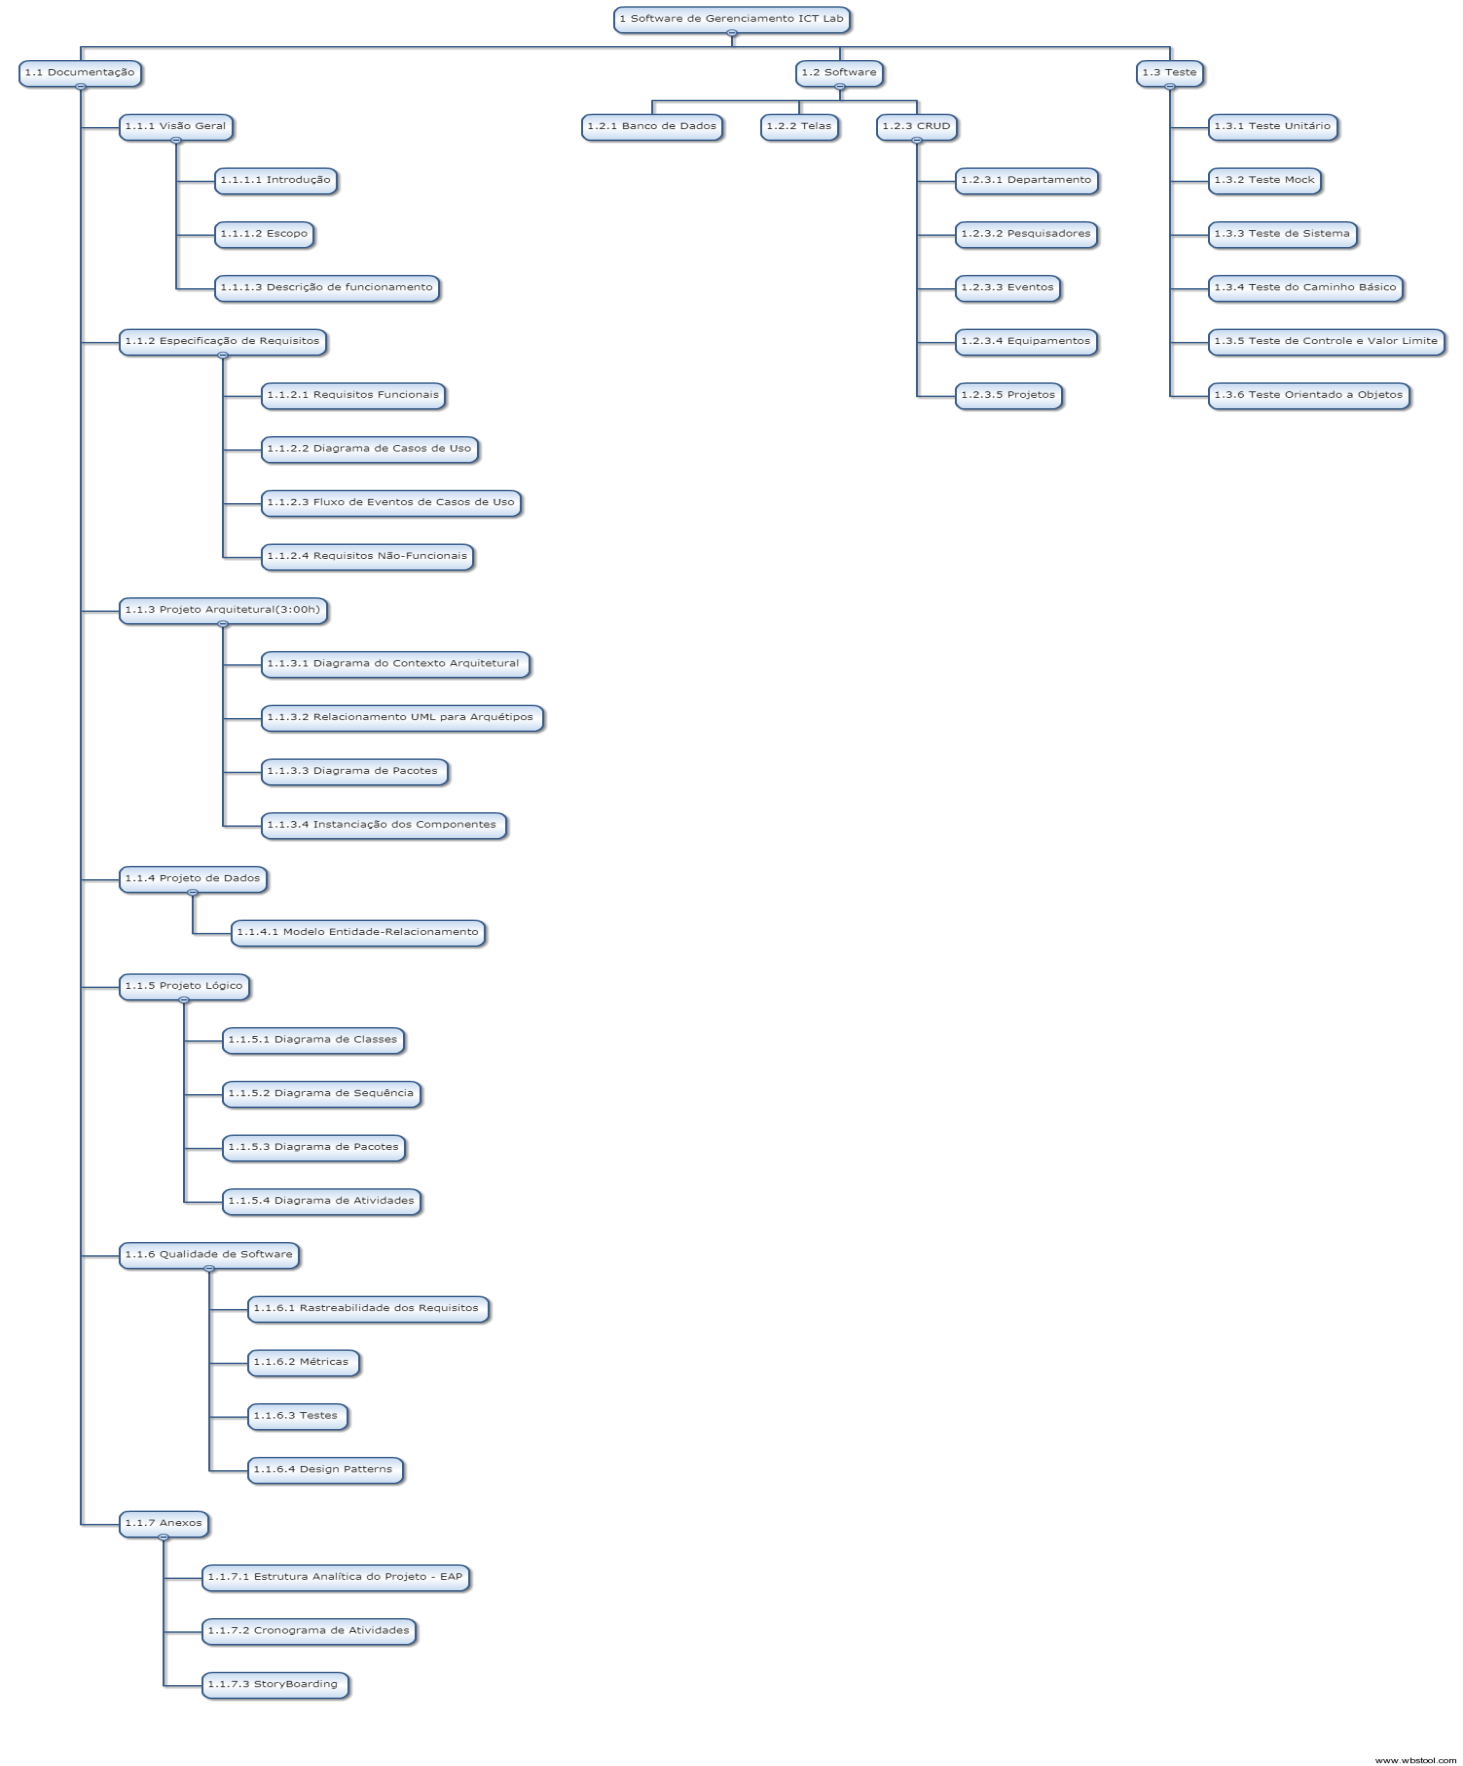 1 Software de Gerenciamento ICT Lab
1.1 Documentação
1.1.1 Visão Geral
1.1.1.1 Introdução
1.1.1.2 Escopo
1.1.1.3 Descrição de funcionamento
1.1.2 Especificação de Requisitos
1.1.2.1 Requisitos Funcionais
1.1.2.2 Diagrama de Casos de Uso
1.1.2.3 Fluxo de Eventos de Casos de Uso
1.1.2.4 Requisitos Não-Funcionais
1.1.3 Projeto Arquitetural(3:00h)
1.1.3.1 Diagrama do Contexto Arquitetural
1.1.3.2 Relacionamento UML para Arquétipos
1.1.3.3 Diagrama de Pacotes
1.1.3.4 Instanciação dos Componentes
1.1.4 Projeto de Dados
1.1.4.1 Modelo Entidade-Relacionamento
1.1.5 Projeto Lógico
1.1.5.1 Diagrama de Classes
1.1.5.2 Diagrama de Sequência
1.1.5.3 Diagrama de Pacotes
1.1.5.4 Diagrama de Atividades
1.1.6 Qualidade de Software
1.1.6.1 Rastreabilidade dos Requisitos
1.1.6.2 Métricas
1.1.6.3 Testes
1.1.6.4 Design Patterns
1.1.7 Anexos
1.1.7.1 Estrutura Analítica do Projeto - EAP
1.1.7.2 Cronograma de Atividades
1.1.7.3 StoryBoarding
1.2 Software
1.2.1 Banco de Dados
1.2.2 Telas
1.2.3 CRUD
1.2.3.1 Departamento
1.2.3.2 Pesquisadores
1.2.3.3 Eventos
1.2.3.4 Equipamentos
1.2.3.5 Projetos
1.3 Teste
1.3.1 Teste Unitário
1.3.2 Teste Mock
1.3.3 Teste de Sistema
1.3.4 Teste do Caminho Básico
1.3.5 Teste de Controle e Valor Limite
1.3.6 Teste Orientado a Objetos
www.wbstool.com